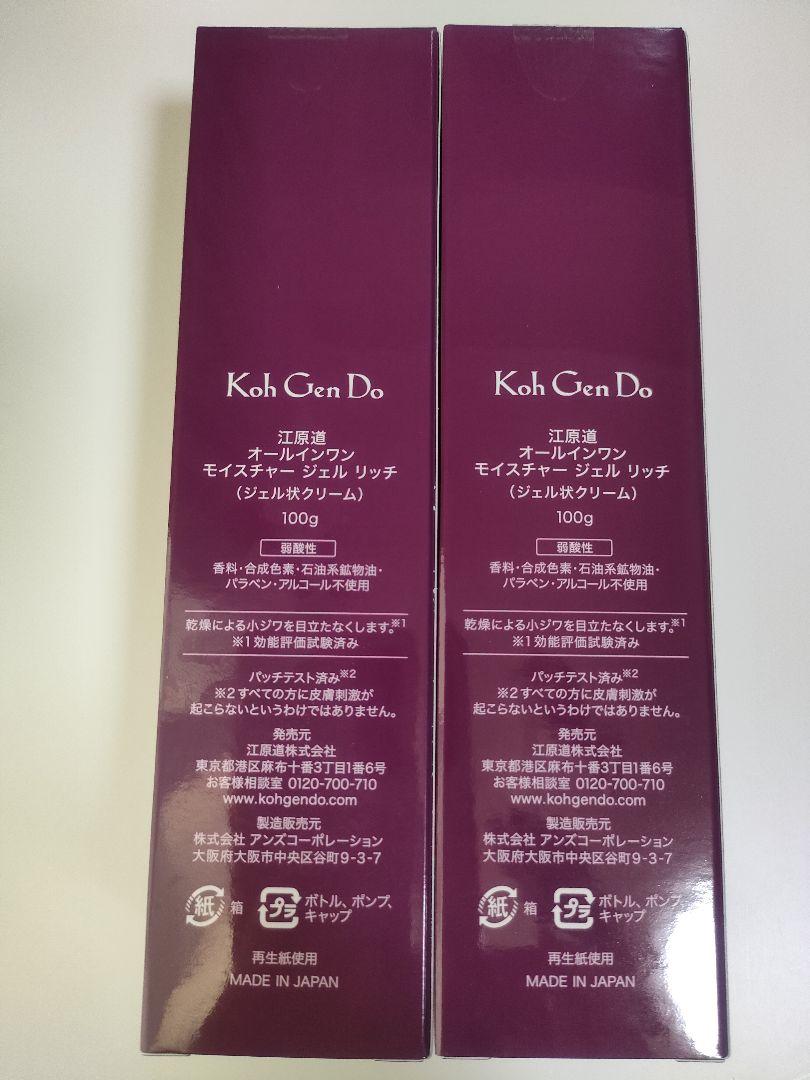 Koh Gen Do
江原道
オールインワン
モイスチャー ジェル リッチ
（ジェル状クリーム）
100g
弱酸性
香料・合成色素・石油系鉱物油・
パラベン・アルコール不使用
乾燥による小ジワを目立たなくします。※1
※1効能評価試験済み
パッチテスト済み※2
※2すべての方に皮膚刺激が
起こらないというわけではありません。
発売元
江原道株式会社
東京都港区麻布十番3丁目1番6号
お客様相談室 0120-700-710
www.kohgendo.com
製造販売元
株式会社 アンズコーポレーション
大阪府大阪市中央区谷町9-3-7
紙 箱 プラ ボトル、ポンプ、
キャップ
再生紙使用
MADE IN JAPAN
Koh Gen Do
江原道
オールインワン
モイスチャー ジェル リッチ
（ジェル状クリーム）
100g
弱酸性
香料・合成色素・石油系鉱物油・
パラベン・アルコール不使用
乾燥による小ジワを目立たなくします。※1
※1効能評価試験済み
パッチテスト済み※2
※2すべての方に皮膚刺激が
起こらないというわけではありません。
発売元
江原道株式会社
東京都港区麻布十番3丁目1番6号
お客様相談室 0120-700-710
www.kohgendo.com
製造販売元
株式会社 アンズコーポレーション
大阪府大阪市中央区谷町9-3-7
紙 箱 プラ ボトル、ポンプ、
キャップ
再生紙使用
MADE IN JAPAN